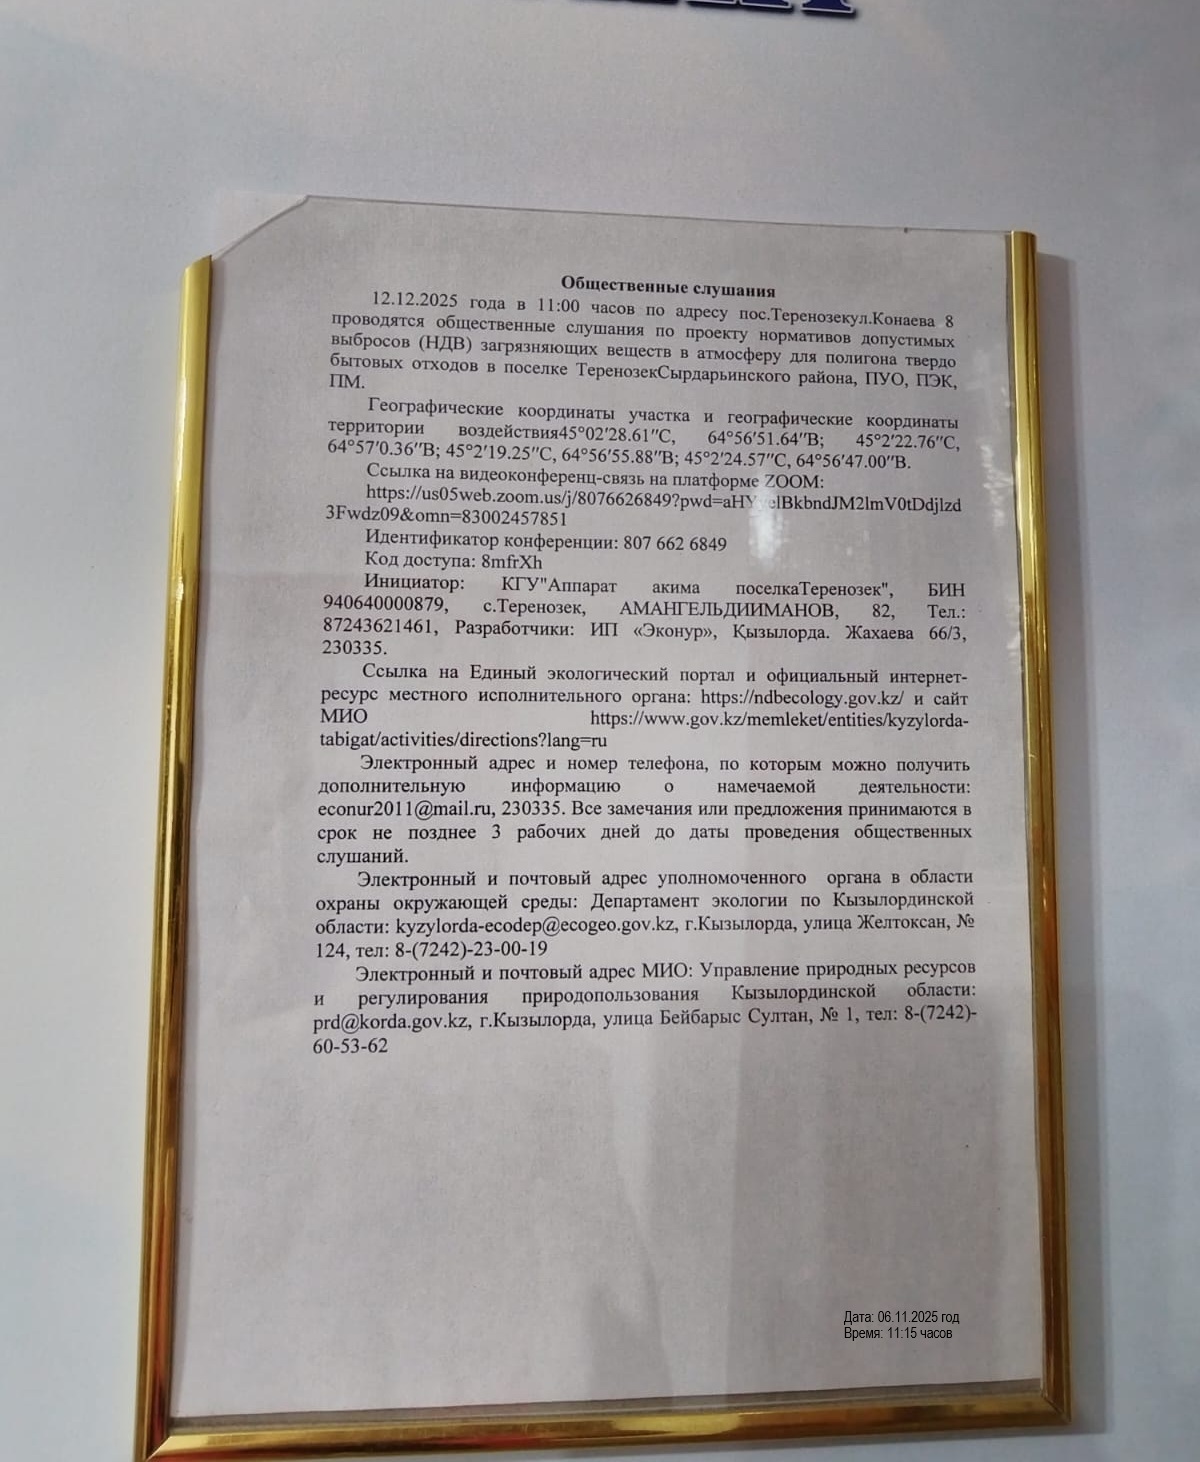 Общественные слушания
12.12.2025 года в 11:00 часов по адресу пос.Теренозекул.Конаева 8
проводятся общественные слушания по проекту нормативов допустимых
выбросов (НДВ) загрязняющих веществ в атмосферу для полигона твердо
бытовых отходов в поселке ТеренозекСырдарьинского района, ПУО, ПЭК,
ПМ.
Географические координаты участка и географические координаты
территории воздействия45°02′28.61″С, 64°56′51.64″В; 45°2′22.76″С,
64°57′0.36″В; 45°2′19.25″С, 64°56′55.88″В; 45°2′24.57″С, 64°56′47.00″В.
Ссылка на видеоконференц-связь на платформе ZOOM:
3Fwdz09&omn=83002457851
Идентификатор конференции: 807 662 6849
Код доступа: 8mfrXh
Инициатор: КГУ"Аппарат акима поселкаТеренозек", БИН
940640000879, с.Теренозек, АМАНГЕЛЬДИИМАНОВ, 82, Тел.:
87243621461, Разработчики: ИП «Эконур», Қызылорда. Жахаева 66/3,
230335.
Ссылка на Единый экологический портал и официальный интернет-
ресурс местного исполнительного органа: https://ndbecology.gov.kz/ и сайт
МИО https://www.gov.kz/memleket/entities/kyzylorda-
tabigat/activities/directions?lang=ru
Электронный адрес и номер телефона, по которым можно получить
дополнительную информацию о намечаемой деятельности:
econur2011@mail.ru, 230335. Все замечания или предложения принимаются в
срок не позднее 3 рабочих дней до даты проведения общественных
слушаний.
Электронный и почтовый адрес уполномоченного органа в области
охраны окружающей среды: Департамент экологии по Кызылординской
области: kyzylorda-ecodep@ecogeo.gov.kz, г.Кызылорда, улица Желтоксан, №
124, тел: 8-(7242)-23-00-19
Электронный и почтовый адрес МИО: Управление природных ресурсов
и регулирования природопользования Кызылординской области:
prd@korda.gov.kz, г.Кызылорда, улица Бейбарыс Султан, № 1, тел: 8-(7242)-
60-53-62
Дата: 06.11.2025 год
Время: 11:15 часов